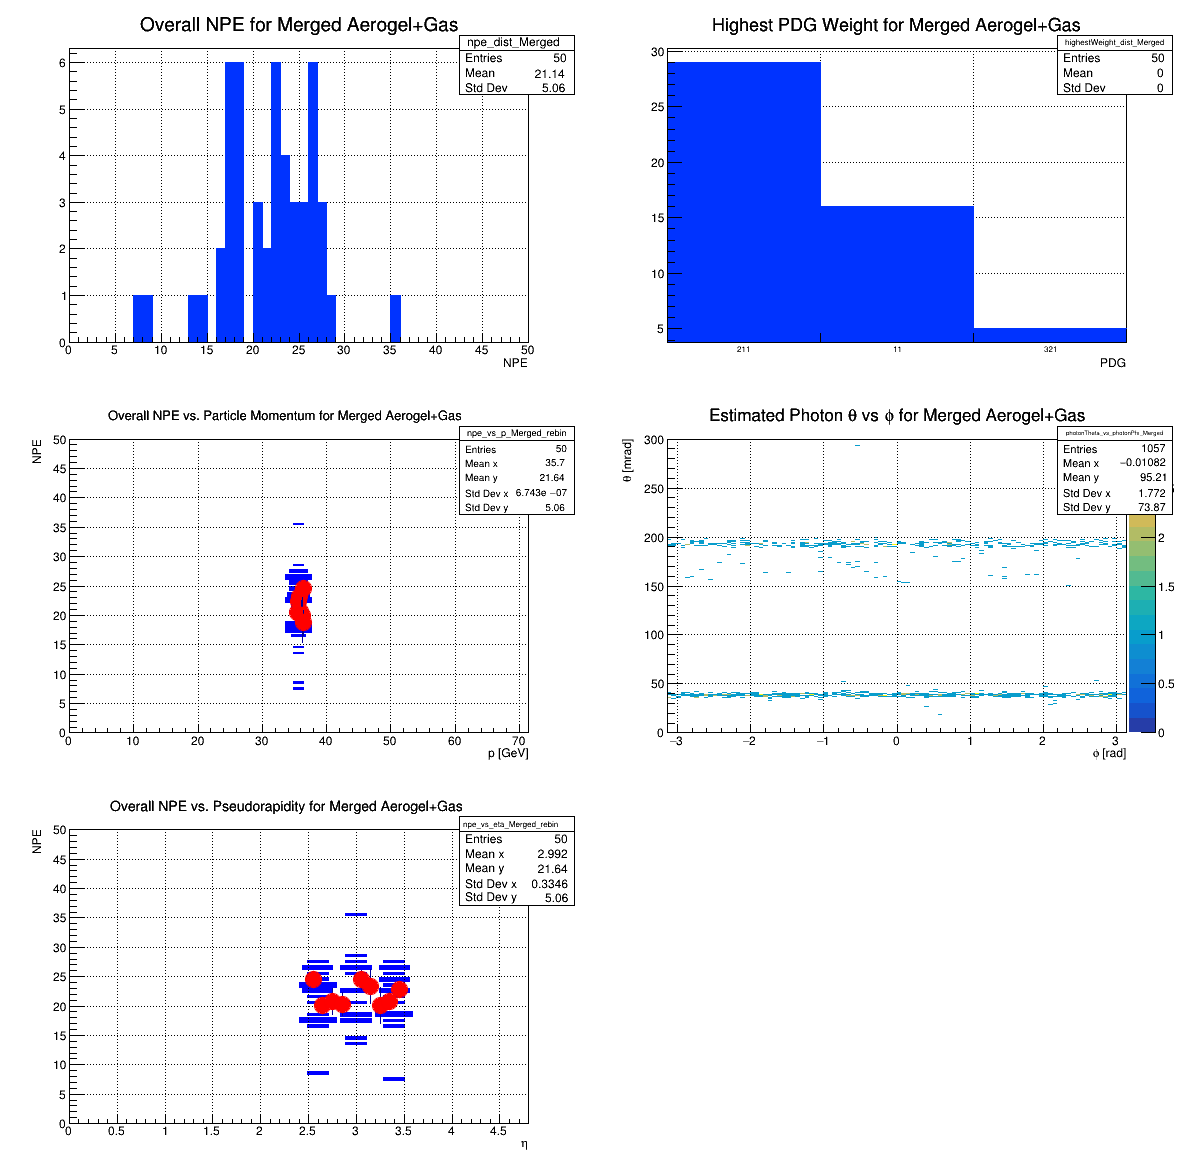 Overall NPE for Merged Aerogel+Gas
npe_dist_Merged
Entries 50
Mean 21.14
Std Dev 5.06
6
5
4
3
2
1
0
0 5 10 15 20 25 30 35 40 45 50
NPE
Highest PDG Weight for Merged Aerogel+Gas
highestWeight_dist_Merged
Entries 50
Mean 0
Std Dev 0
30
25
20
15
10
5
211 11 321
PDG
Overall NPE vs. Particle Momentum for Merged Aerogel+Gas
npe_vs_p_Merged_rebin
Entries 50
Mean x 35.7
Mean y 21.64
Std Dev x 6.743e −07
Std Dev y 5.06
NPE
50
45
40
35
30
25
20
15
10
5
0
0 10 20 30 40 50 60 70
p [GeV]
Estimated Photon θ vs ϕ for Merged Aerogel+Gas
photonTheta_vs_photonPhi_Merged
Entries 1057
Mean x −0.01082
Mean y 95.21
Std Dev x 1.772
Std Dev y 73.87
θ [mrad]
300
250
200
150
100
50
0
−3 −2 −1 0 1 2 3
ϕ [rad]
2
1.5
1
0.5
0
Overall NPE vs. Pseudorapidity for Merged Aerogel+Gas
npe_vs_eta_Merged_rebin
Entries 50
Mean x 2.992
Mean y 21.64
Std Dev x 0.3346
Std Dev y 5.06
NPE
50
45
40
35
30
25
20
15
10
5
0
0 0.5 1 1.5 2 2.5 3 3.5 4 4.5
η